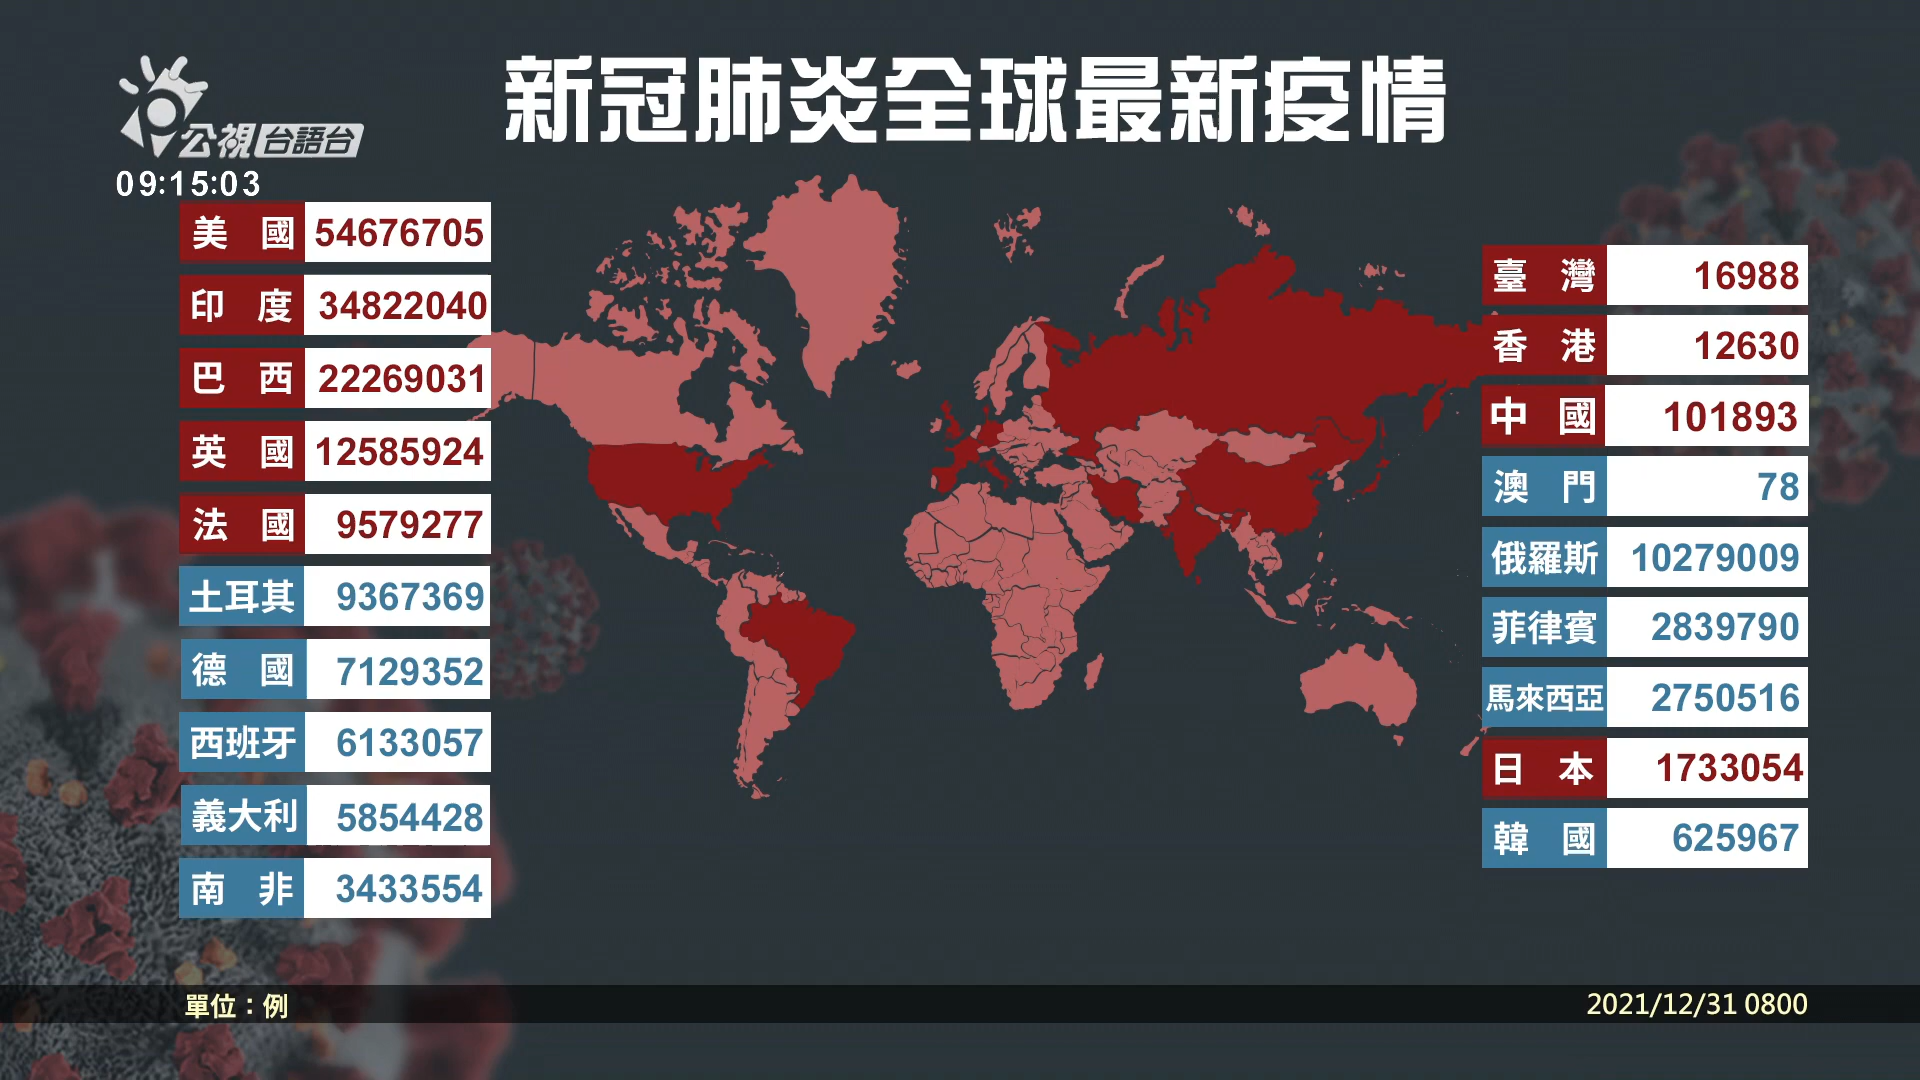 新冠肺炎全球最新疫情
公視台語台
09:15:03
美國 54676705
印度 34822040
巴西 22269031
英國 12585924
法國 9579277
土耳其 9367369
德國 7129352
西班牙 6133057
義大利 5854428
南非 3433554
臺灣 16988
香港 12630
中國 101893
澳門 78
俄羅斯 10279009
菲律賓 2839790
馬來西亞 2750516
日本 1733054
韓國 625967
單位：例
2021/12/31 0800